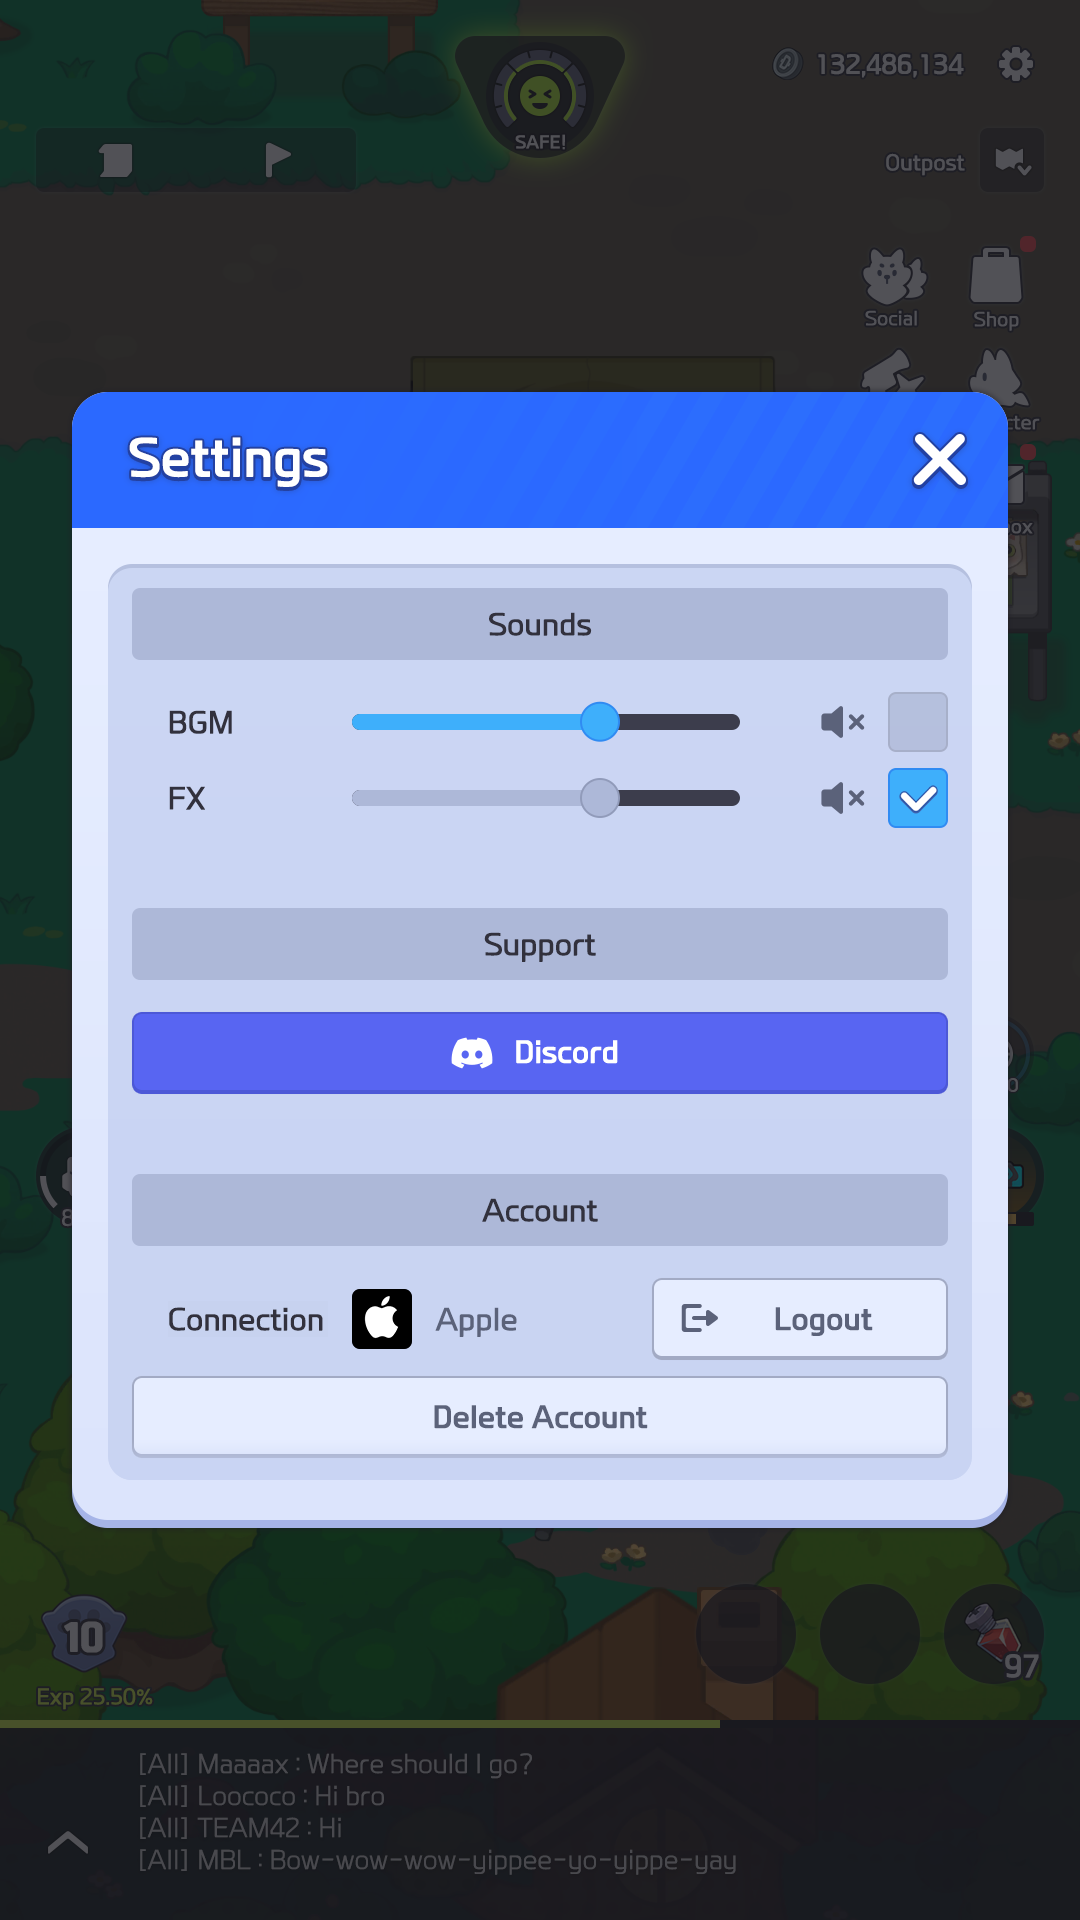 SAFE!
132,486,134
Outpost
Social
Shop
cter
Settings
ox
Sounds
BGM
FX
Support
Discord
Account
Connection
Apple
Logout
Delete Account
10
97
Exp 25.50%
[All] Maaaax : Where should I go?
[All] Loococo : Hi bro
[All] TEAM42 : Hi
[All] MBL : Bow-wow-wow-yippee-yo-yippe-yay